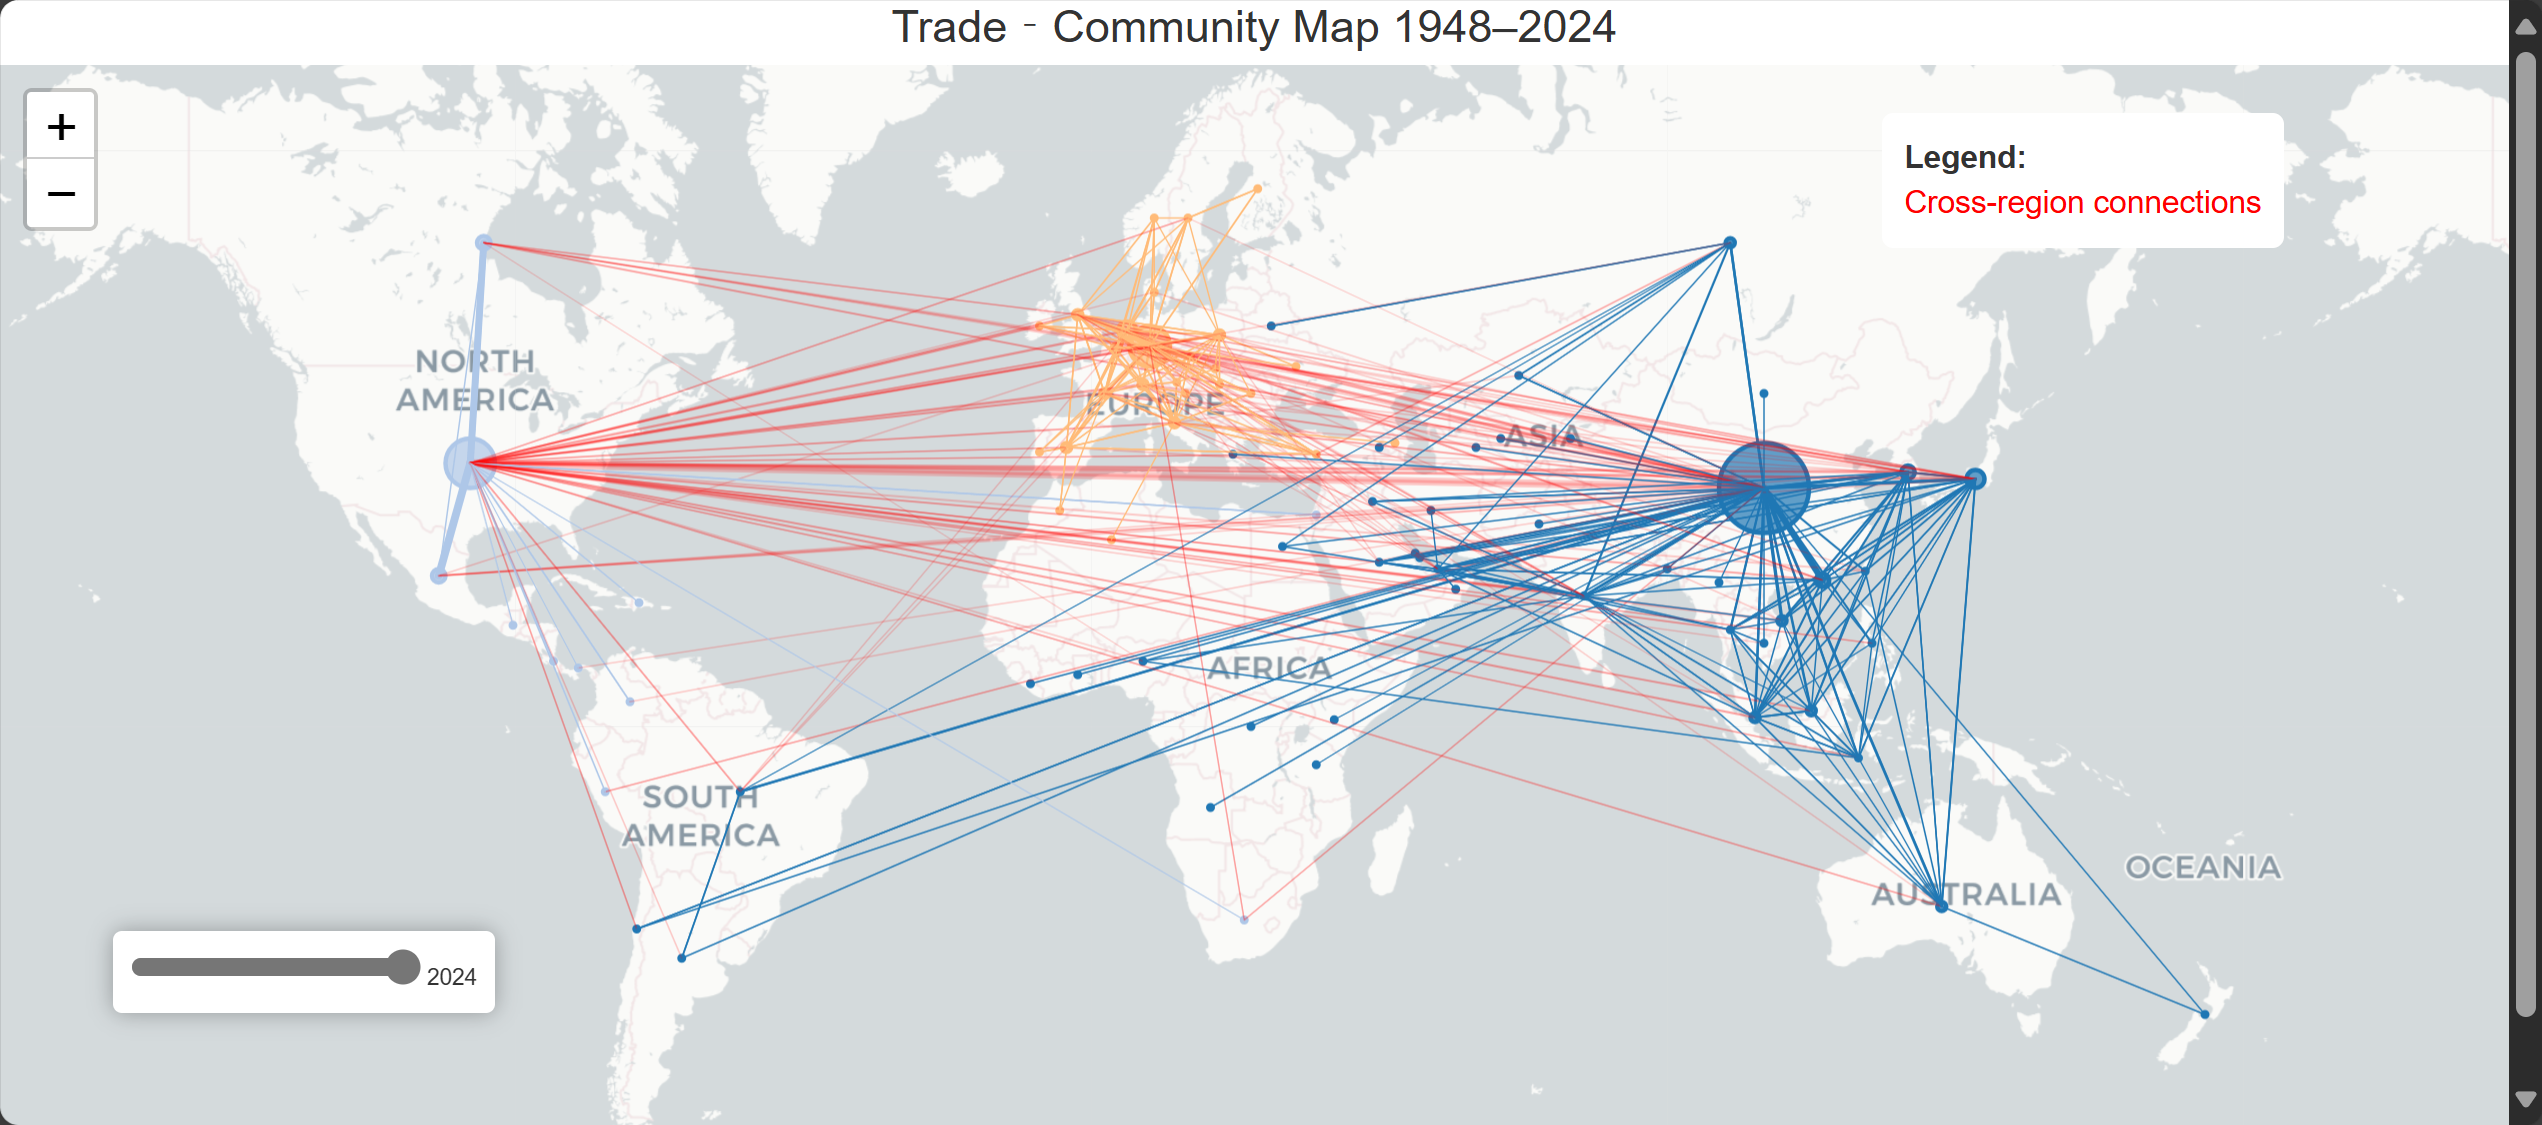 Trade - Community Map 1948–2024
+
−
Legend:
Cross-region connections
NORTH
AMERICA
EUROPE
ASIA
AFRICA
SOUTH
AMERICA
OCEANIA
AUSTRALIA
2024